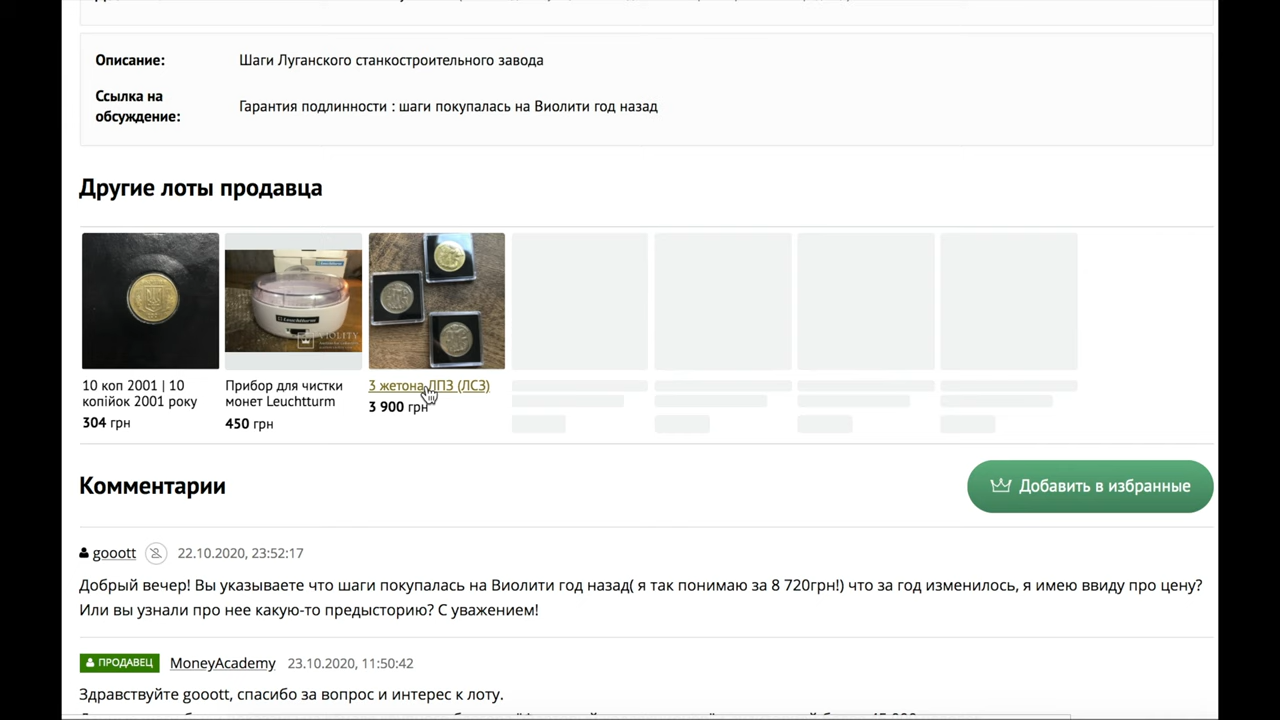 Описание:
Шаги Луганского станкостроительного завода
Ссылка на
обсуждение:
Гарантия подлинности : шаги покупалась на Виолити год назад
Другие лоты продавца
Leuchtturm
VIOLITY
10 коп 2001 | 10
копійок 2001 року
304 грн
Прибор для чистки
монет Leuchtturm
450 грн
3 жетона ЛПЗ (ЛСЗ)
3 900 грн
Комментарии
Добавить в избранные
gooott 22.10.2020, 23:52:17
Добрый вечер! Вы указываете что шаги покупалась на Виолити год назад( я так понимаю за 8 720грн!) что за год изменилось, я имею ввиду про цену?
Или вы узнали про нее какую-то предысторию? С уважением!
ПРОДАВЕЦ MoneyAcademy 23.10.2020, 11:50:42
Здравствуйте gooott, спасибо за вопрос и интерес к лоту.